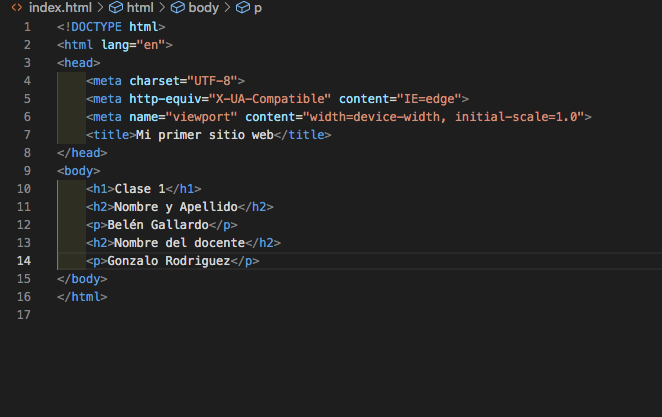 index.html > html > body > p
1 <!DOCTYPE html>
2 <html lang="en">
3 <head>
4     <meta charset="UTF-8">
5     <meta http-equiv="X-UA-Compatible" content="IE=edge">
6     <meta name="viewport" content="width=device-width, initial-scale=1.0">
7     <title>Mi primer sitio web</title>
8 </head>
9 <body>
10     <h1>Clase 1</h1>
11     <h2>Nombre y Apellido</h2>
12     <p>Belén Gallardo</p>
13     <h2>Nombre del docente</h2>
14     <p>Gonzalo Rodriguez</p>
15 </body>
16 </html>
17